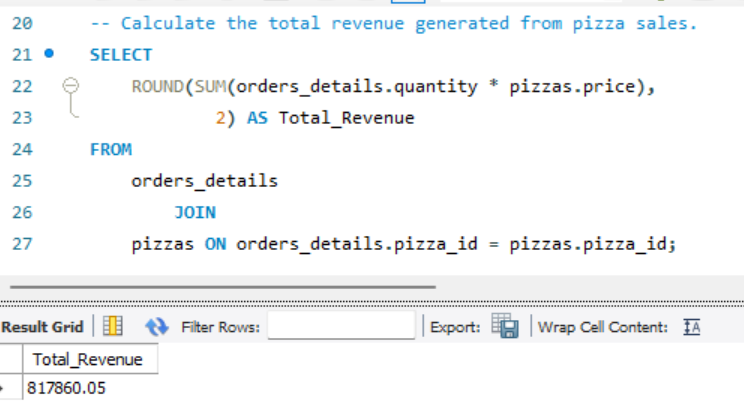 20 -- Calculate the total revenue generated from pizza sales.
21 SELECT
22 ROUND(SUM(orders_details.quantity * pizzas.price),
23 2) AS Total_Revenue
24 FROM
25 orders_details
26 JOIN
27 pizzas ON orders_details.pizza_id = pizzas.pizza_id;
Result Grid Filter Rows: Export: Wrap Cell Content: IA
Total_Revenue
817860.05